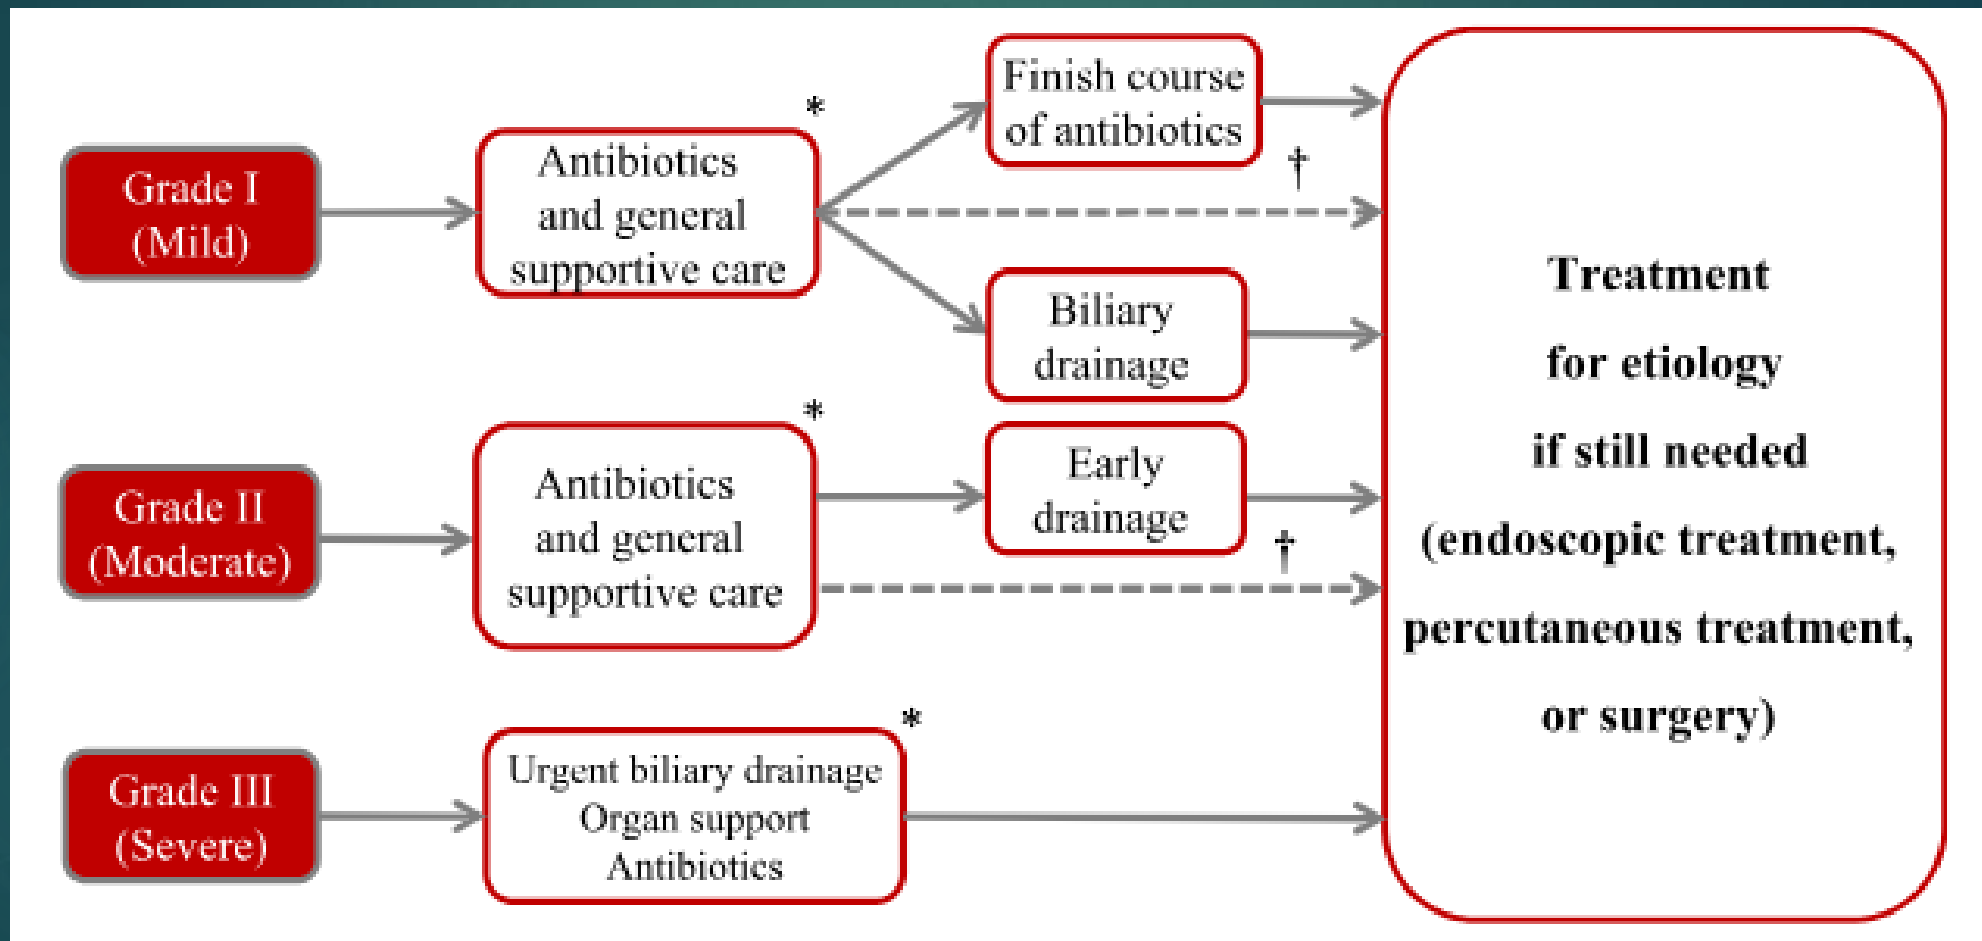 Grade I
(Mild)
*
Antibiotics
and general
supportive care
Finish course
of antibiotics
†
Biliary
drainage
Grade II
(Moderate)
*
Antibiotics
and general
supportive care
Early
drainage
†
Grade III
(Severe)
*
Urgent biliary drainage
Organ support
Antibiotics
Treatment
for etiology
if still needed
(endoscopic treatment,
percutaneous treatment,
or surgery)